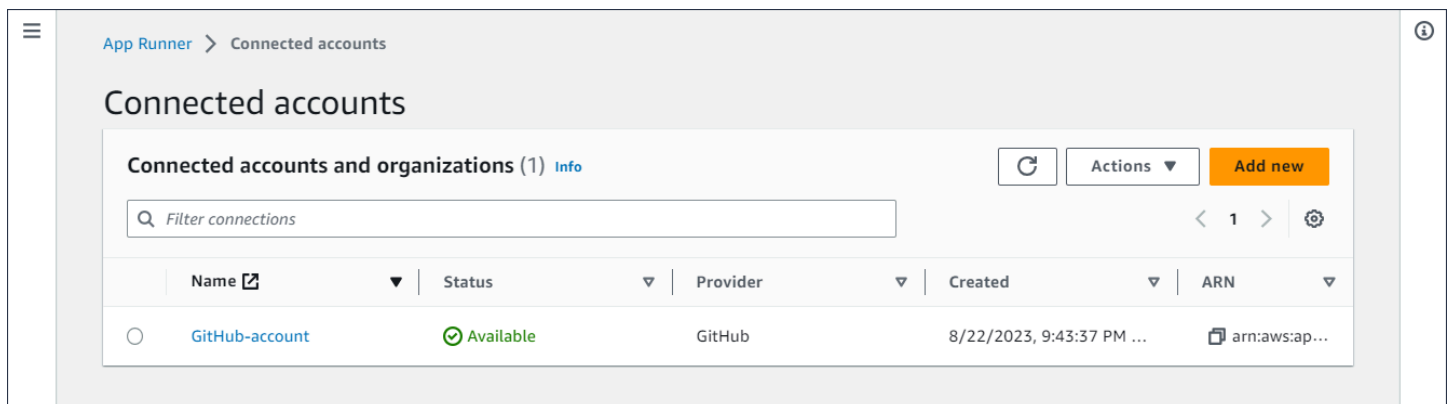 App Runner > Connected accounts
Connected accounts
Connected accounts and organizations (1) Info
Actions
Add new
Filter connections
1
Name Status Provider Created ARN
GitHub-account Available GitHub 8/22/2023, 9:43:37 PM ... arn:aws:ap...